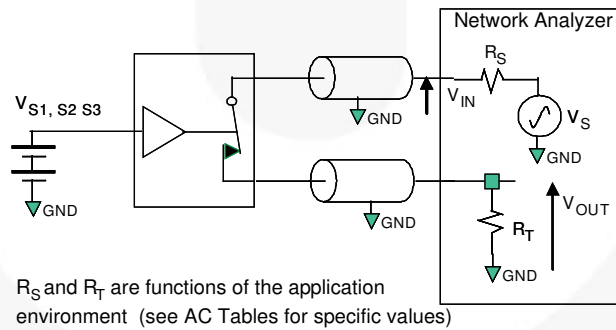 Network Analyzer
R_S
V_S1, S2 S3
V_IN
V_S
GND
GND
GND
GND
V_OUT
R_T
GND
R_S and R_T are functions of the application
environment (see AC Tables for specific values)